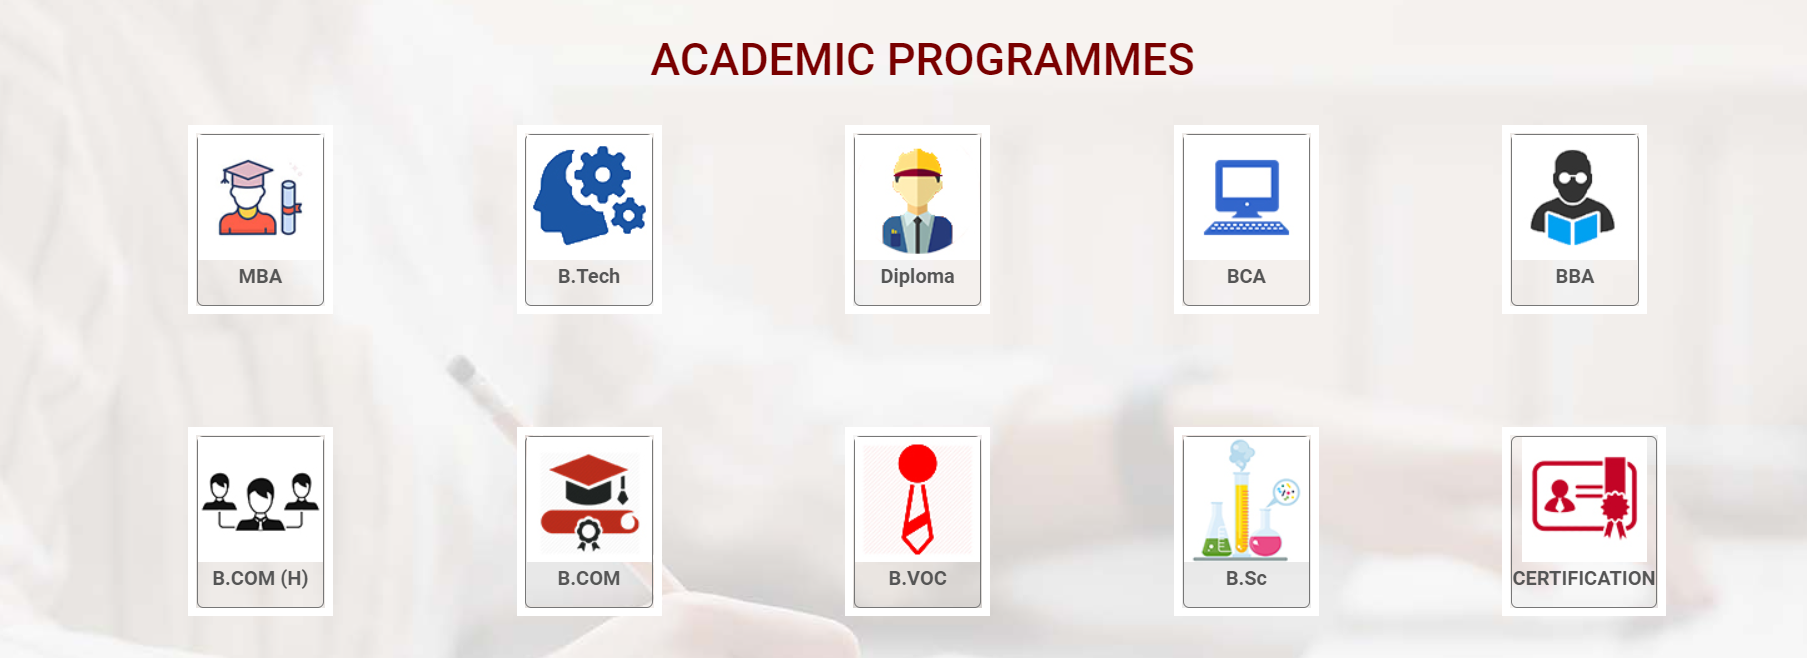 ACADEMIC PROGRAMMES
MBA
B.Tech
Diploma
BCA
BBA
B.COM (H)
B.COM
B.VOC
B.Sc
CERTIFICATION